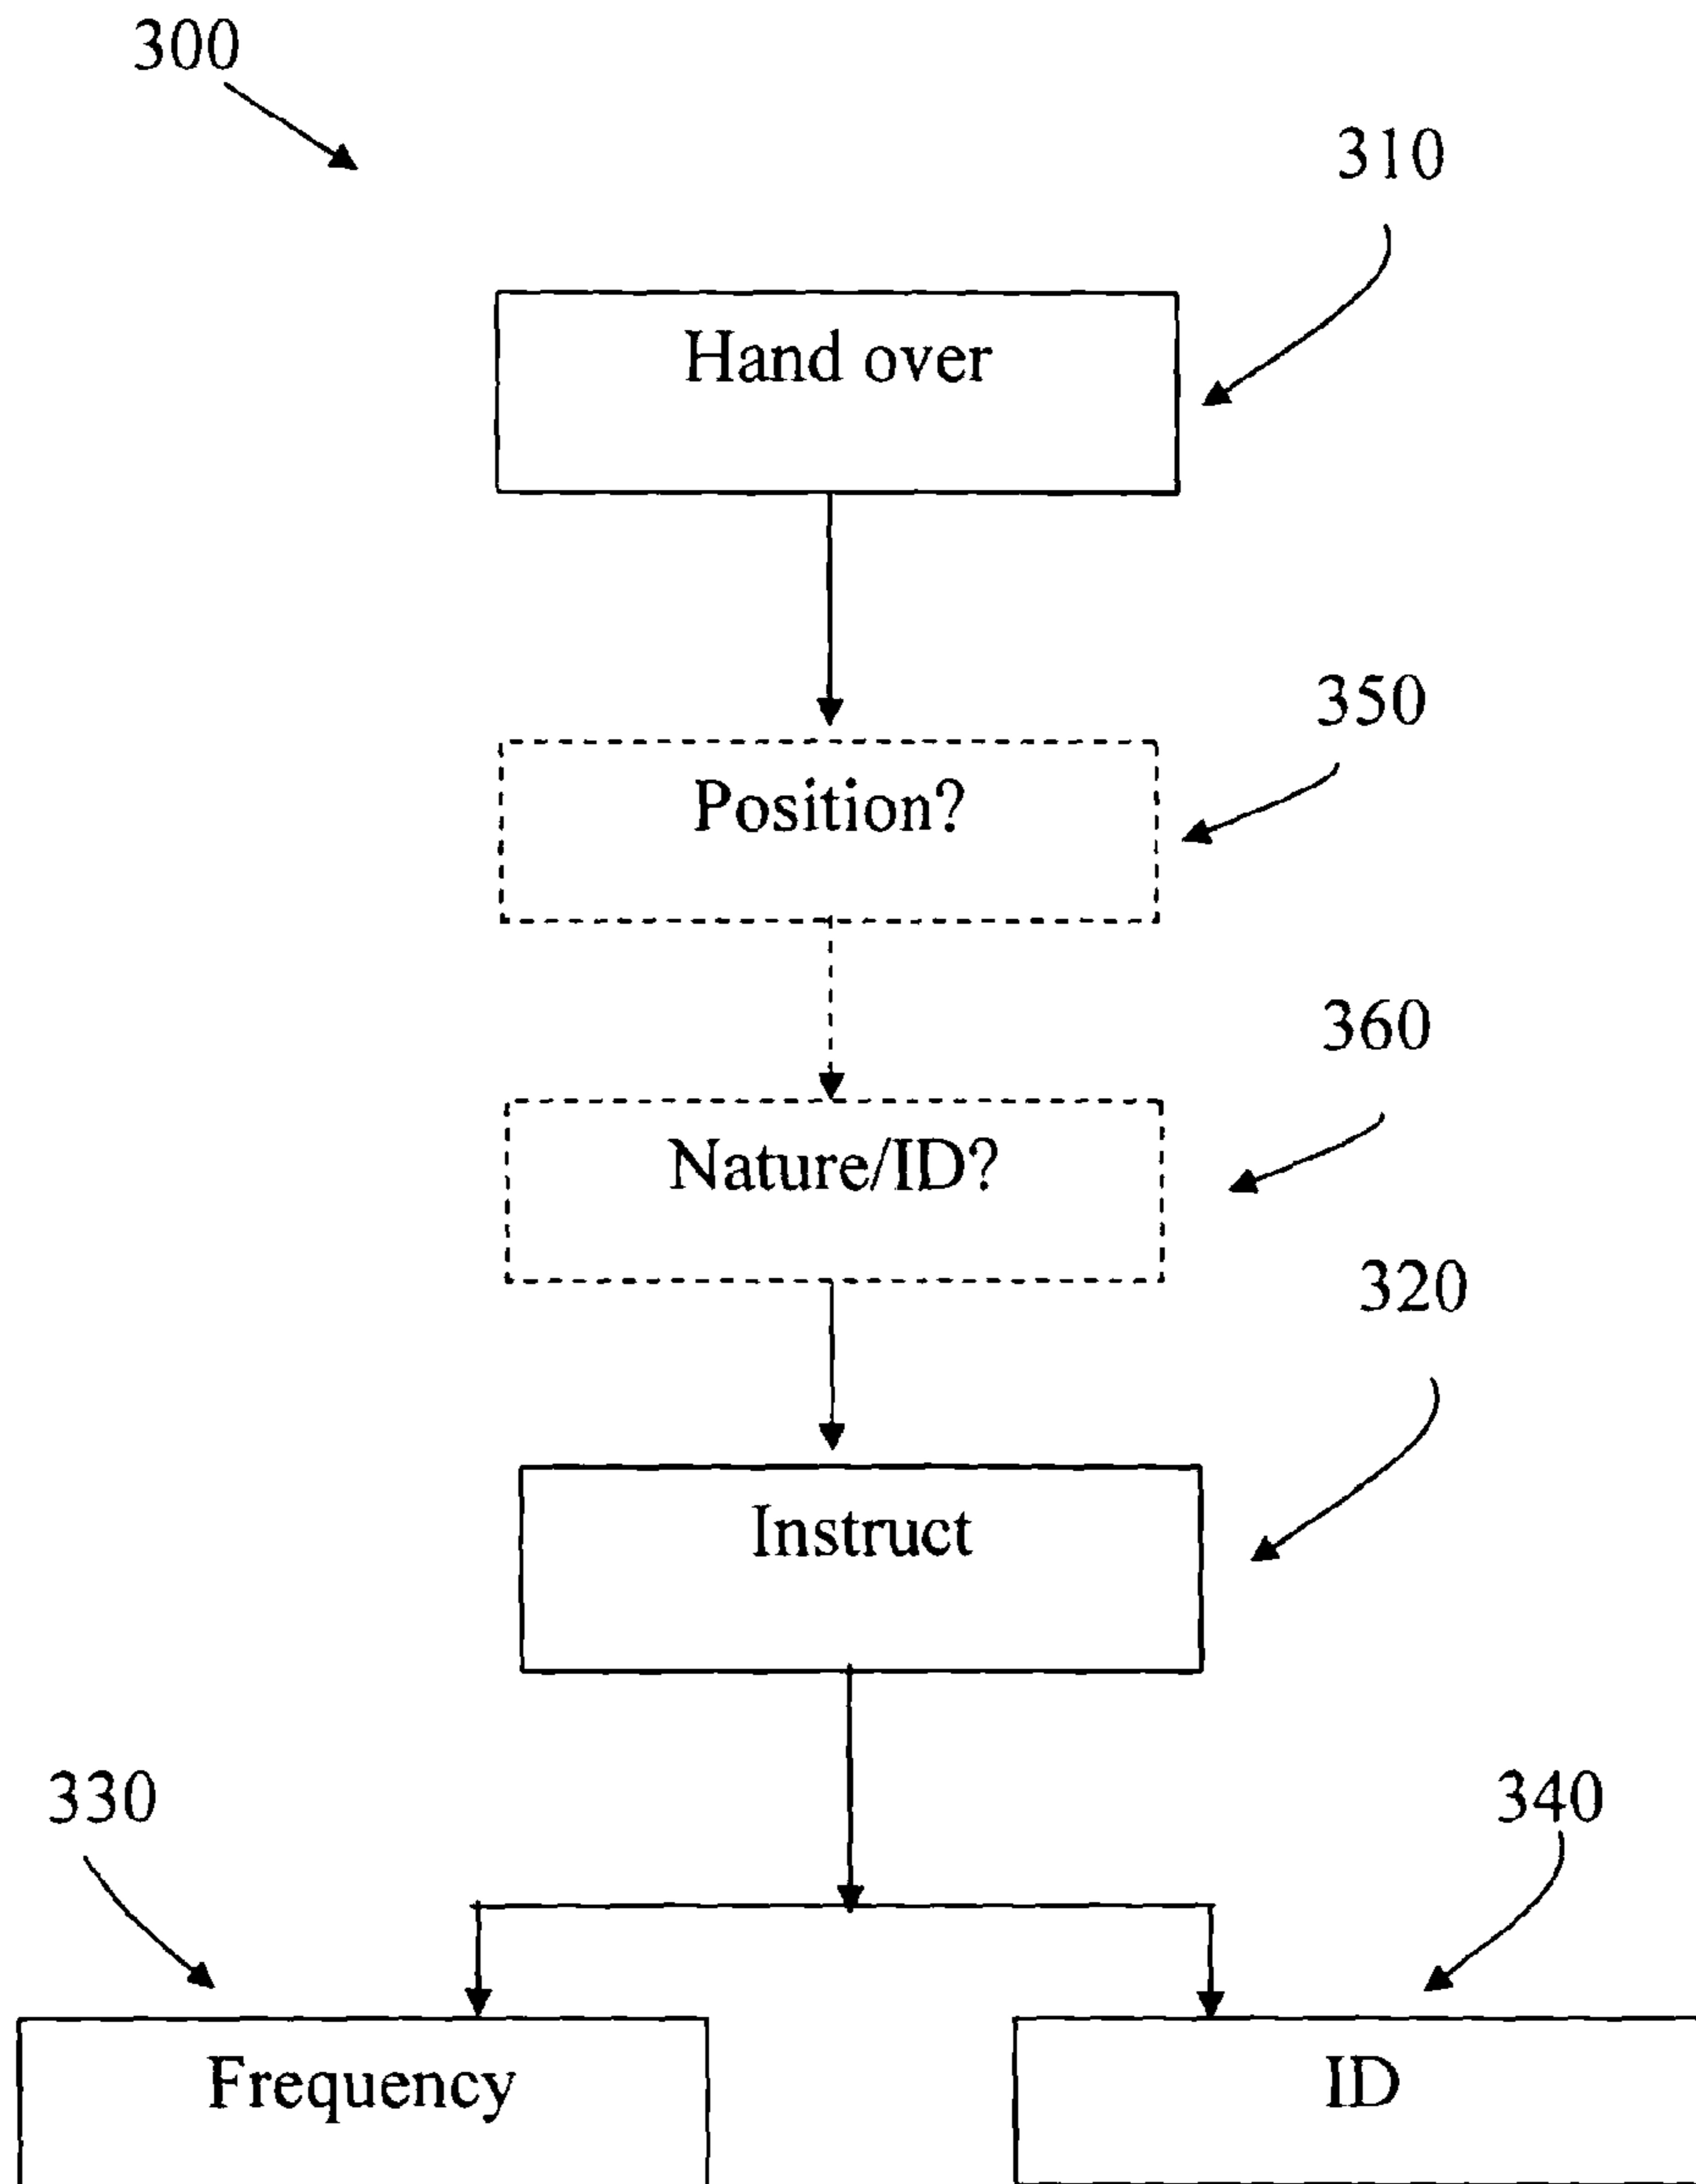 300
310
Hand over
350
Position?
360
Nature/ID?
320
Instruct
330
340
Frequency
ID